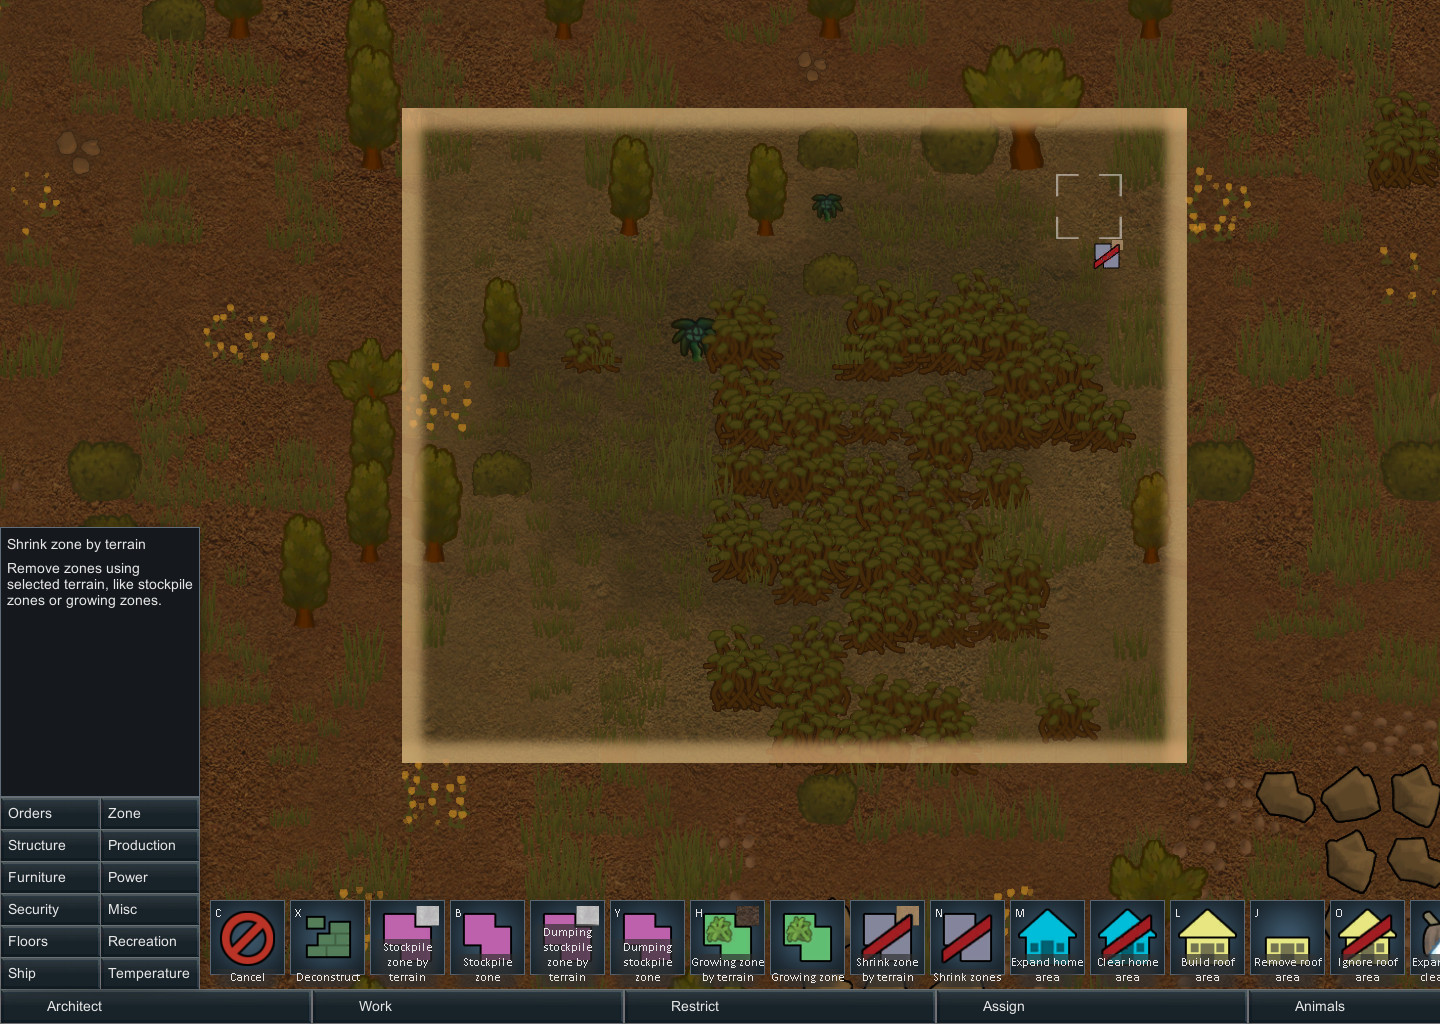 Shrink zone by terrain
Remove zones using
selected terrain, like stockpile
zones or growing zones.
Orders
Zone
Structure
Production
Furniture
Power
Security
Misc
Floors
Recreation
Ship
Temperature
C
Cancel
X
Deconstruct
Stockpile
zone by
terrain
B
Stockpile
zone
Dumping
stockpile
zone by
terrain
Y
Dumping
stockpile
zone
H
Growing zone
by terrain
Growing zone
Shrink zone
by terrain
N
Shrink zones
M
Expand home
area
Clear home
area
L
Build roof
area
J
Remove roof
area
O
Ignore roof
area
Architect
Work
Restrict
Assign
Animals